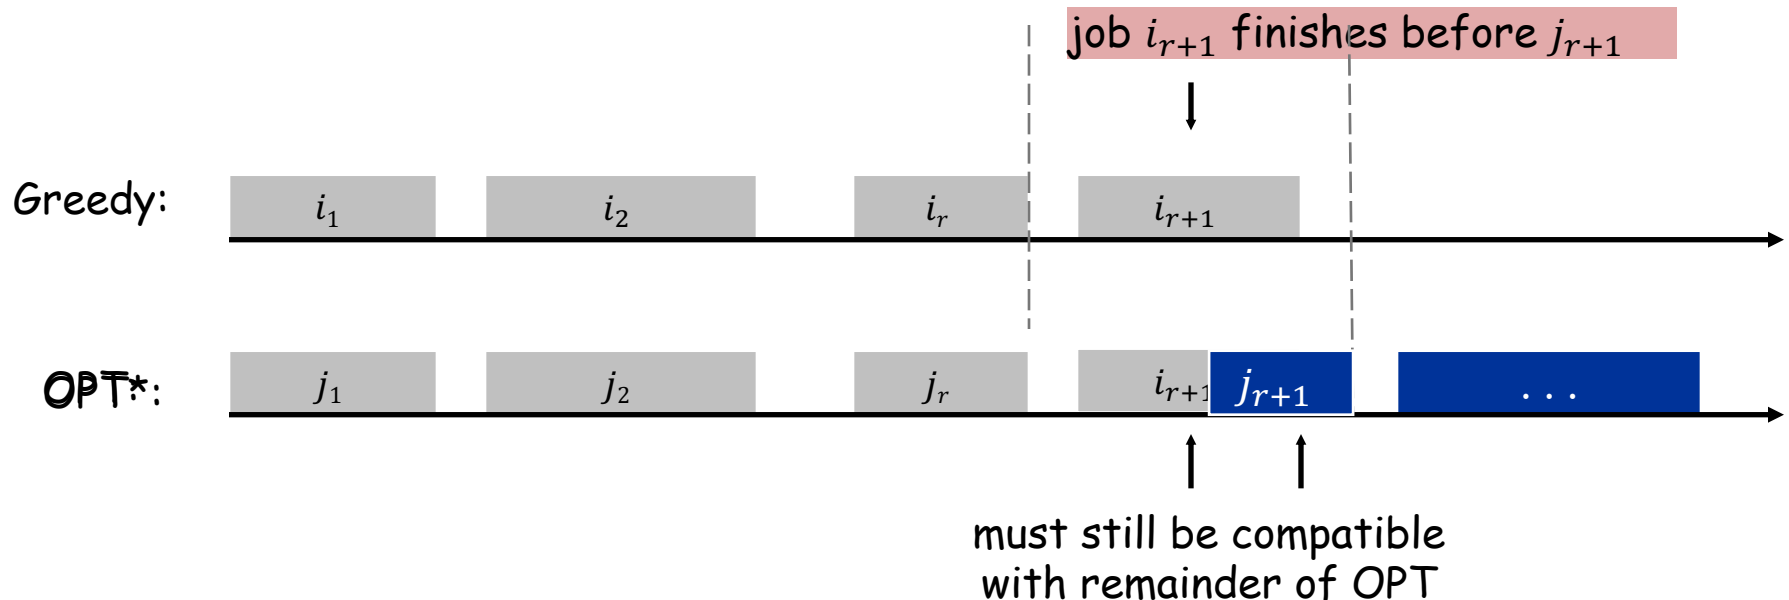 job i_{r+1} finishes before j_{r+1}
Greedy: i_1 i_2 i_r i_{r+1}
OPT*: j_1 j_2 j_r i_{r+1} j_{r+1} . . .
must still be compatible
with remainder of OPT